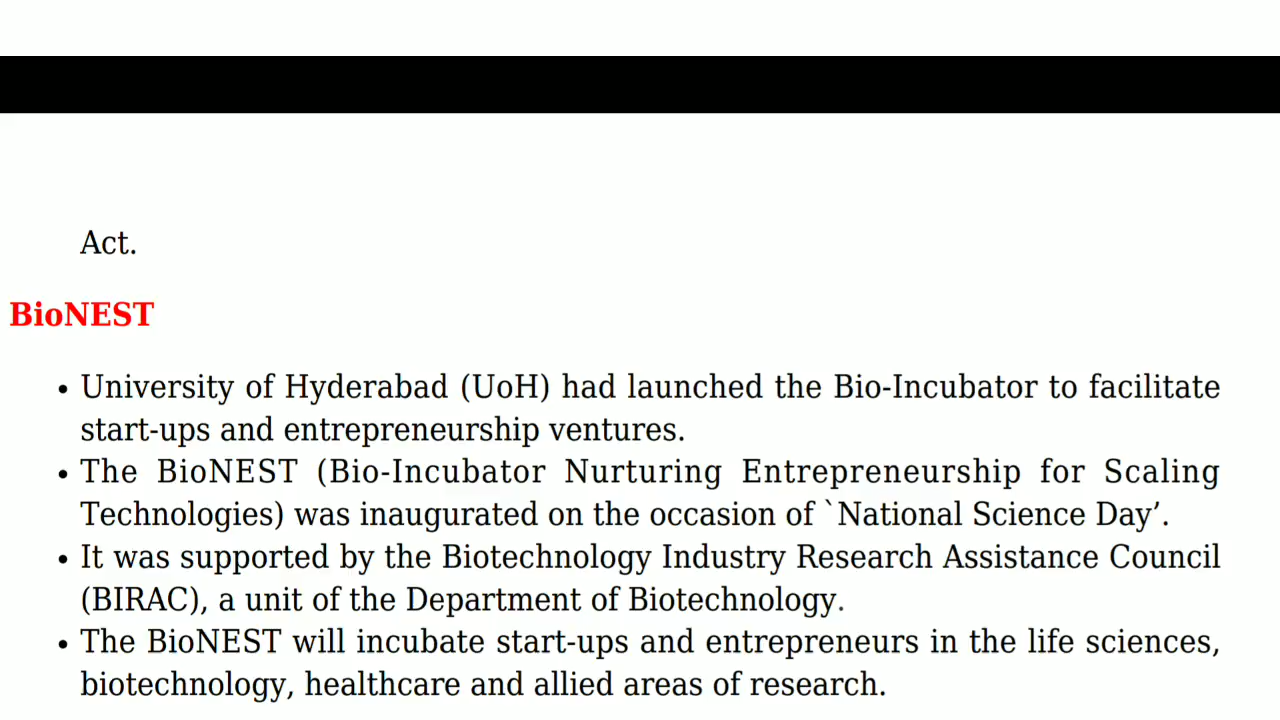 Act.
BioNEST
• University of Hyderabad (UoH) had launched the Bio-Incubator to facilitate
start-ups and entrepreneurship ventures.
• The BioNEST (Bio-Incubator Nurturing Entrepreneurship for Scaling
Technologies) was inaugurated on the occasion of `National Science Day’.
• It was supported by the Biotechnology Industry Research Assistance Council
(BIRAC), a unit of the Department of Biotechnology.
• The BioNEST will incubate start-ups and entrepreneurs in the life sciences,
biotechnology, healthcare and allied areas of research.